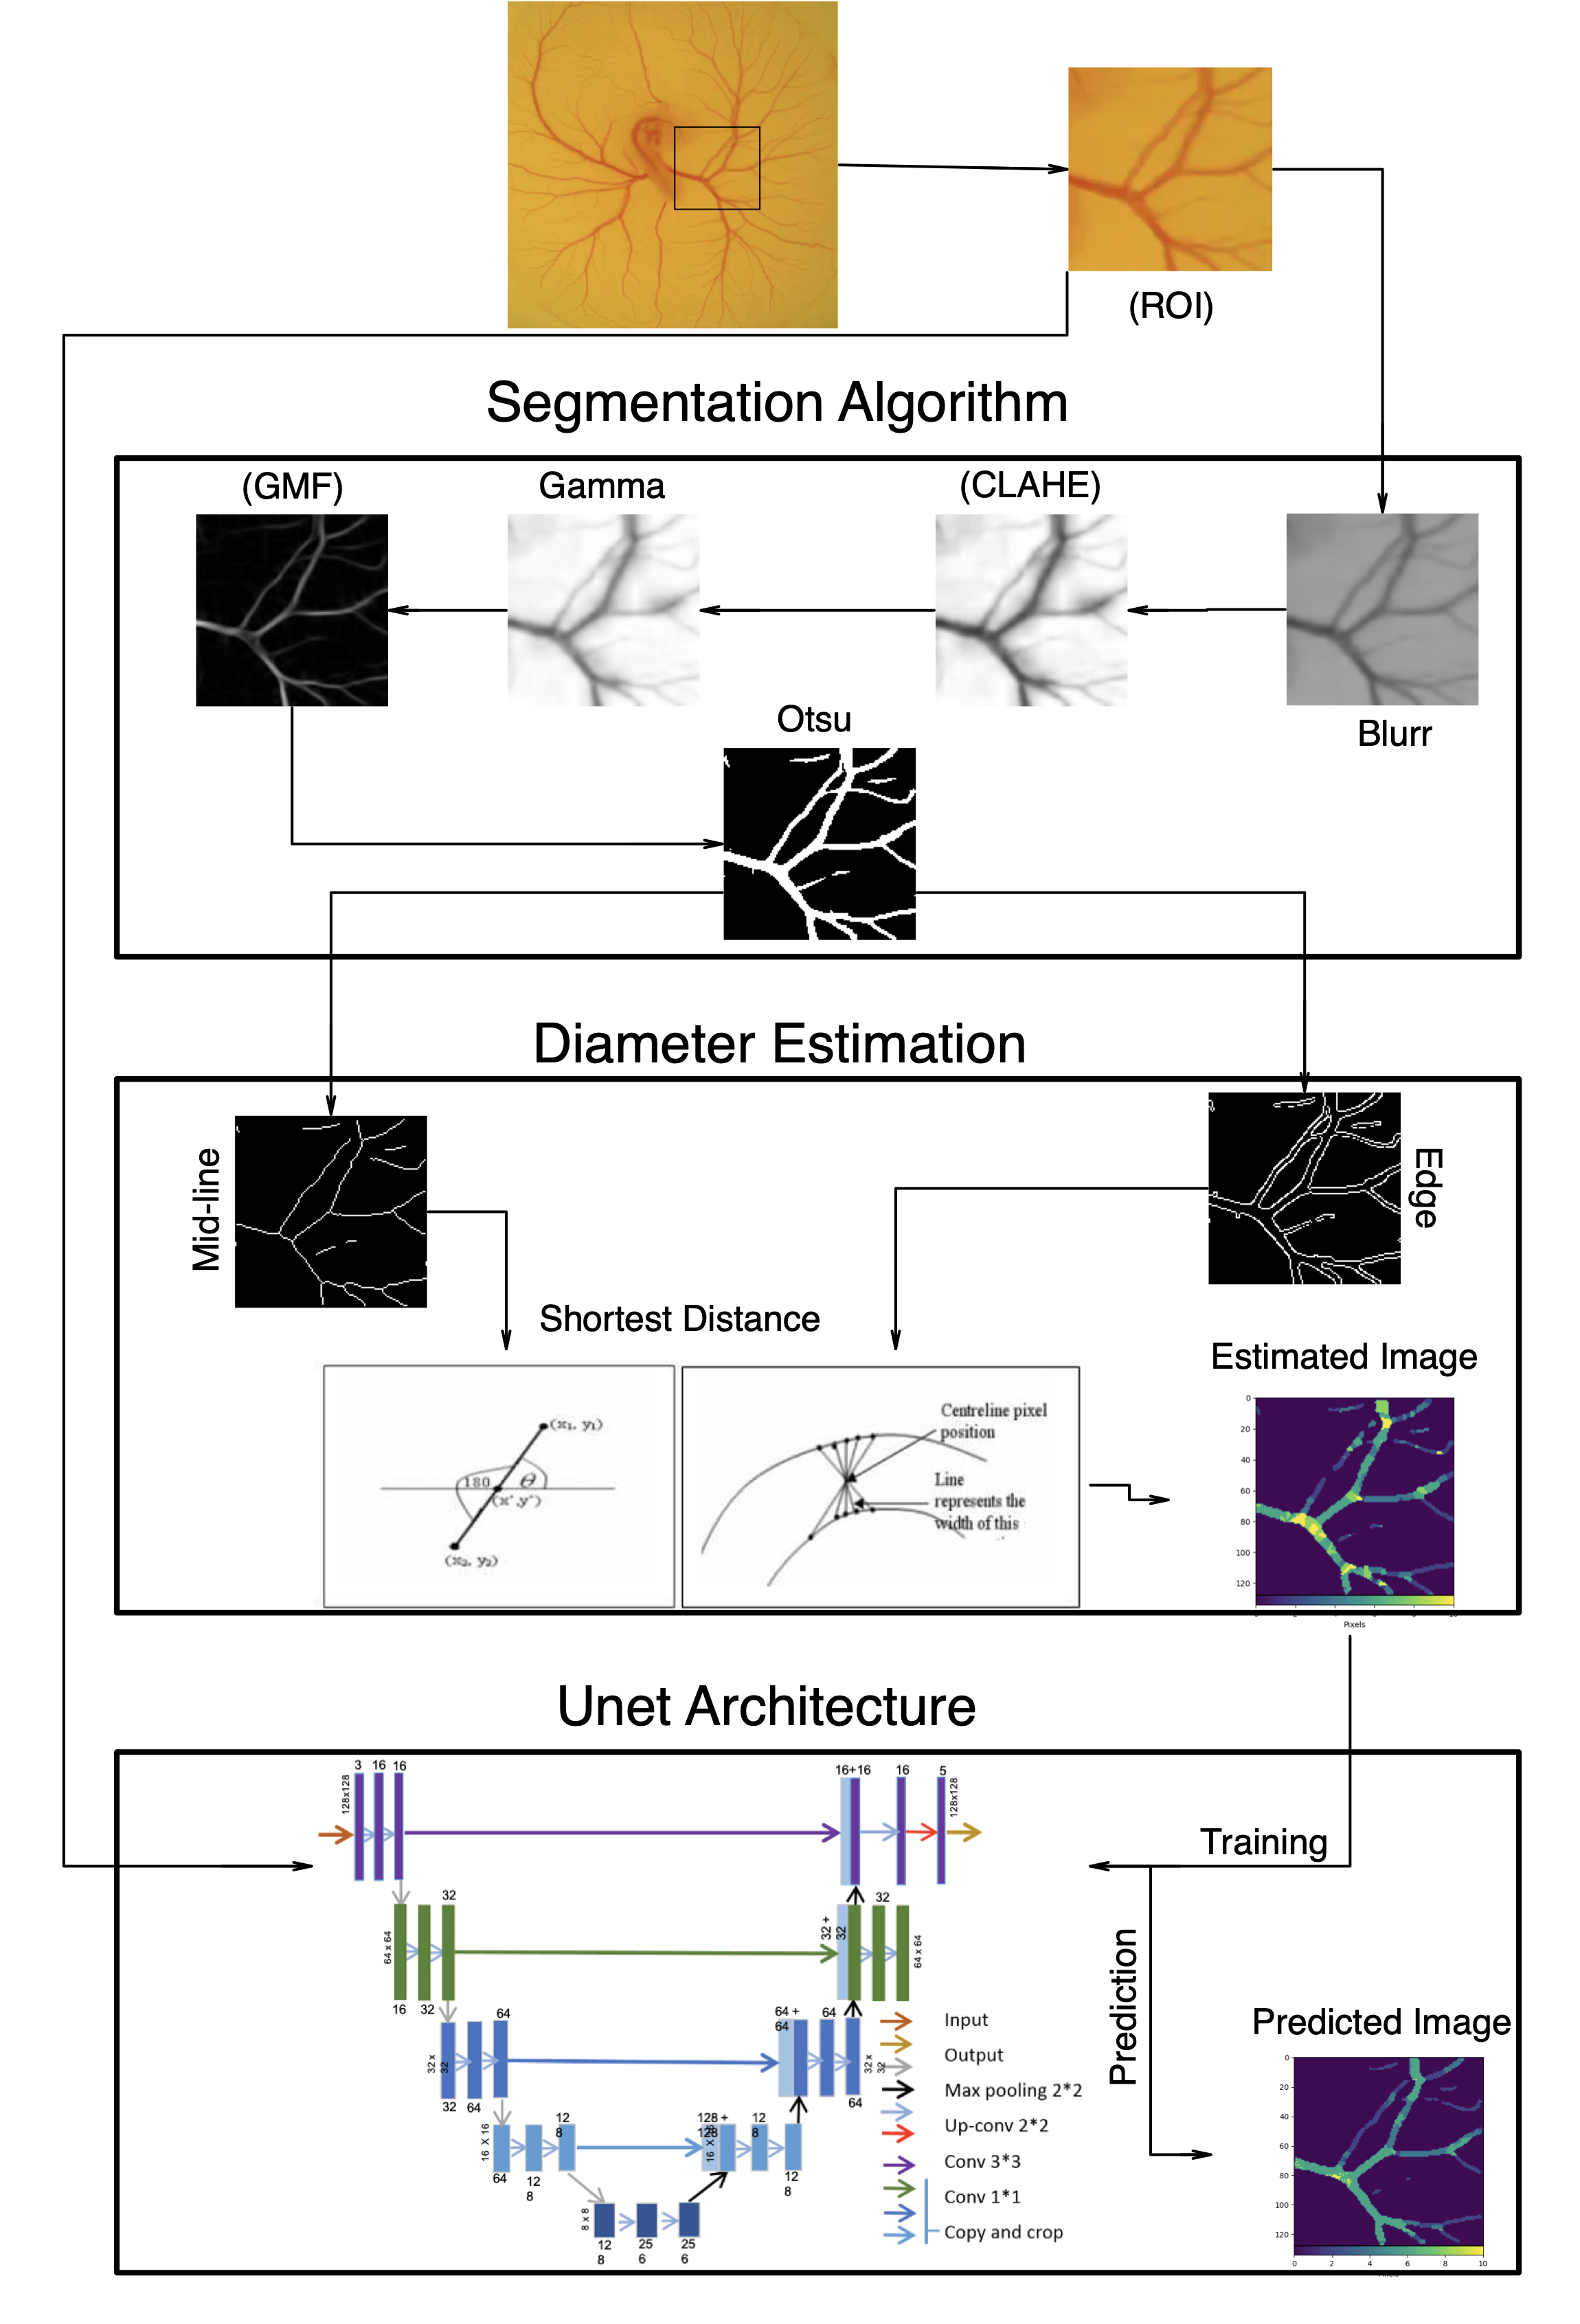 (ROI)
Segmentation Algorithm
(GMF)
Gamma
(CLAHE)
Blurr
Otsu
Diameter Estimation
Mid-line
Edge
Shortest Distance
(x₁, y₁)
180
θ
(x',y')
(x₂, y₂)
Centreline pixel
position
Line
represents the
width of this
Estimated Image
0
20
40
60
80
100
120
Pixels
Unet Architecture
3 16 16
128x128
16+16
16
5
128x128
Training
32
64 x 64
16 32
32 +
32
32
64 x 64
64
32 x
32
32 64
64 +
64
64
32 x
32
64
12
8
16 X 16
64
12
8
128 +
128
16 X
12
8
12
8
8 x 8
12
8
25
6
25
6
Input
Output
Max pooling 2*2
Up-conv 2*2
Conv 3*3
Conv 1*1
Copy and crop
Prediction
Predicted Image
0
20
40
60
80
100
120
0 2 4 6 8 10